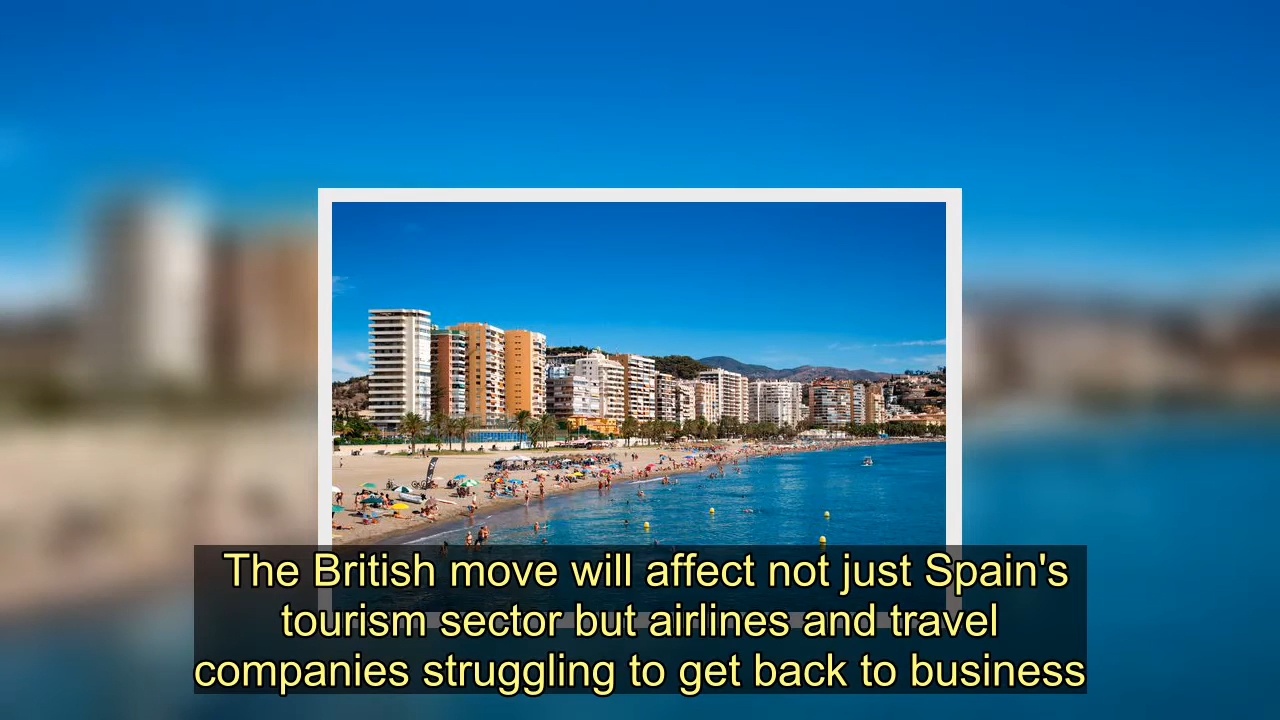 The British move will affect not just Spain's
tourism sector but airlines and travel
companies struggling to get back to business